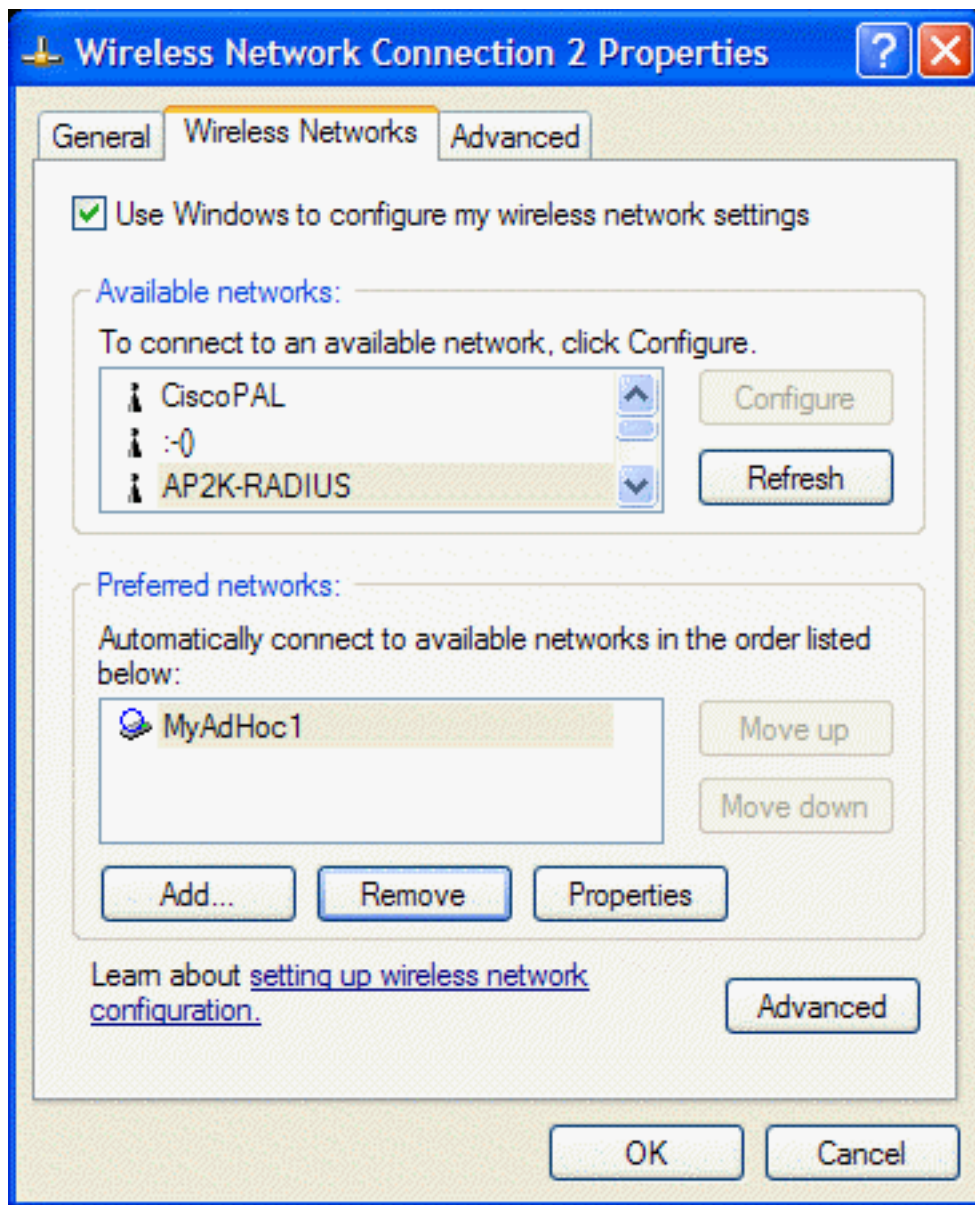 Wireless Network Connection 2 Properties
General
Wireless Networks
Advanced
Use Windows to configure my wireless network settings
Available networks:
To connect to an available network, click Configure.
CiscoPAL
:-()
AP2K-RADIUS
Configure
Refresh
Preferred networks:
Automatically connect to available networks in the order listed
below:
MyAdHoc1
Move up
Move down
Add...
Remove
Properties
Learn about setting up wireless network
configuration.
Advanced
OK
Cancel